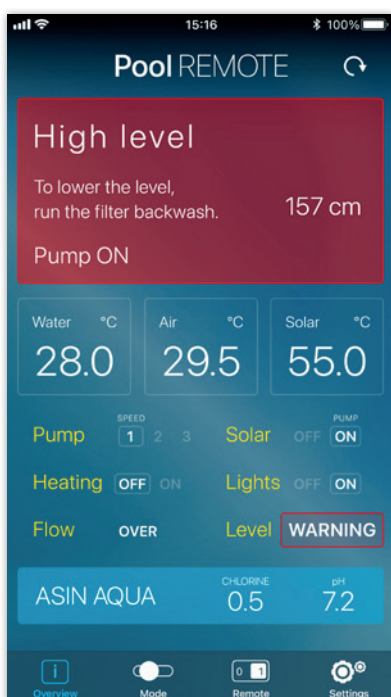 15:16 100%
Pool REMOTE
High level
To lower the level,
run the filter backwash. 157 cm
Pump ON
Water °C Air °C Solar °C
28.0 29.5 55.0
SPEED PUMP
Pump 1 2 3 Solar OFF ON
Heating OFF ON Lights OFF ON
Flow OVER Level WARNING
CHLORINE pH
ASIN AQUA 0.5 7.2
i 0 1
Overview Mode Remote Settings